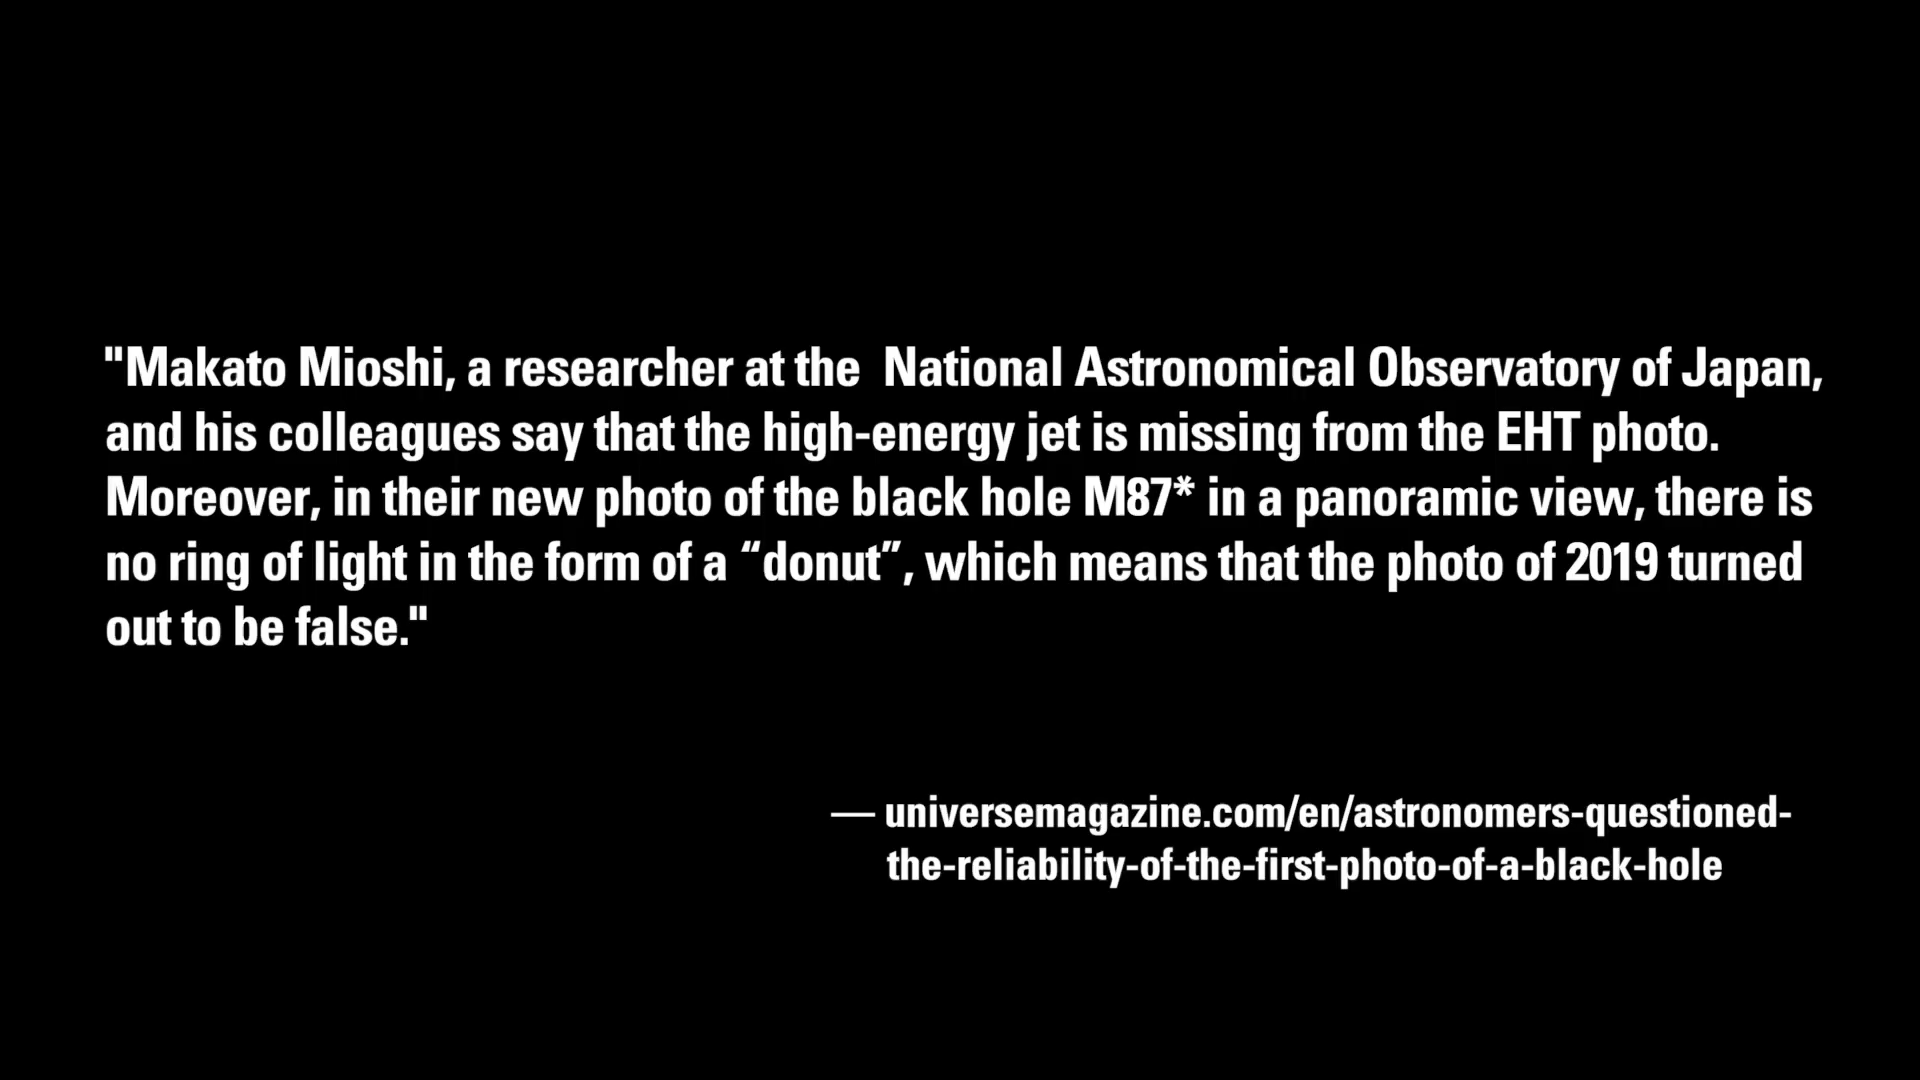 "Makato Mioshi, a researcher at the  National Astronomical Observatory of Japan,
and his colleagues say that the high-energy jet is missing from the EHT photo.
Moreover, in their new photo of the black hole M87* in a panoramic view, there is
no ring of light in the form of a “donut”, which means that the photo of 2019 turned
out to be false."
— universemagazine.com/en/astronomers-questioned-
the-reliability-of-the-first-photo-of-a-black-hole